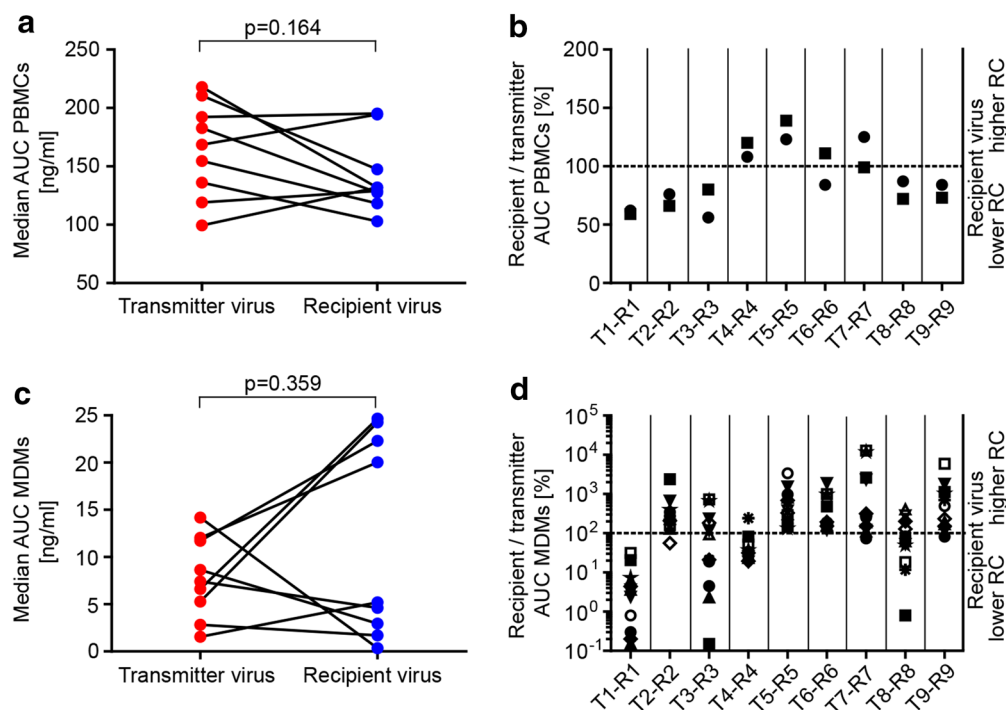 a
p=0.164
Median AUC PBMCs
[ng/ml]
250
200
150
100
50
Transmitter virus
Recipient virus
b
Recipient / transmitter
AUC PBMCs [%]
200
150
100
50
0
T1-R1
T2-R2
T3-R3
T4-R4
T5-R5
T6-R6
T7-R7
T8-R8
T9-R9
Recipient virus
lower RC higher RC
c
p=0.359
Median AUC MDMs
[ng/ml]
25
20
15
10
5
0
Transmitter virus
Recipient virus
d
Recipient / transmitter
AUC MDMs [%]
10^5
10^4
10^3
10^2
10^1
10^0
10^-1
T1-R1
T2-R2
T3-R3
T4-R4
T5-R5
T6-R6
T7-R7
T8-R8
T9-R9
Recipient virus
lower RC higher RC